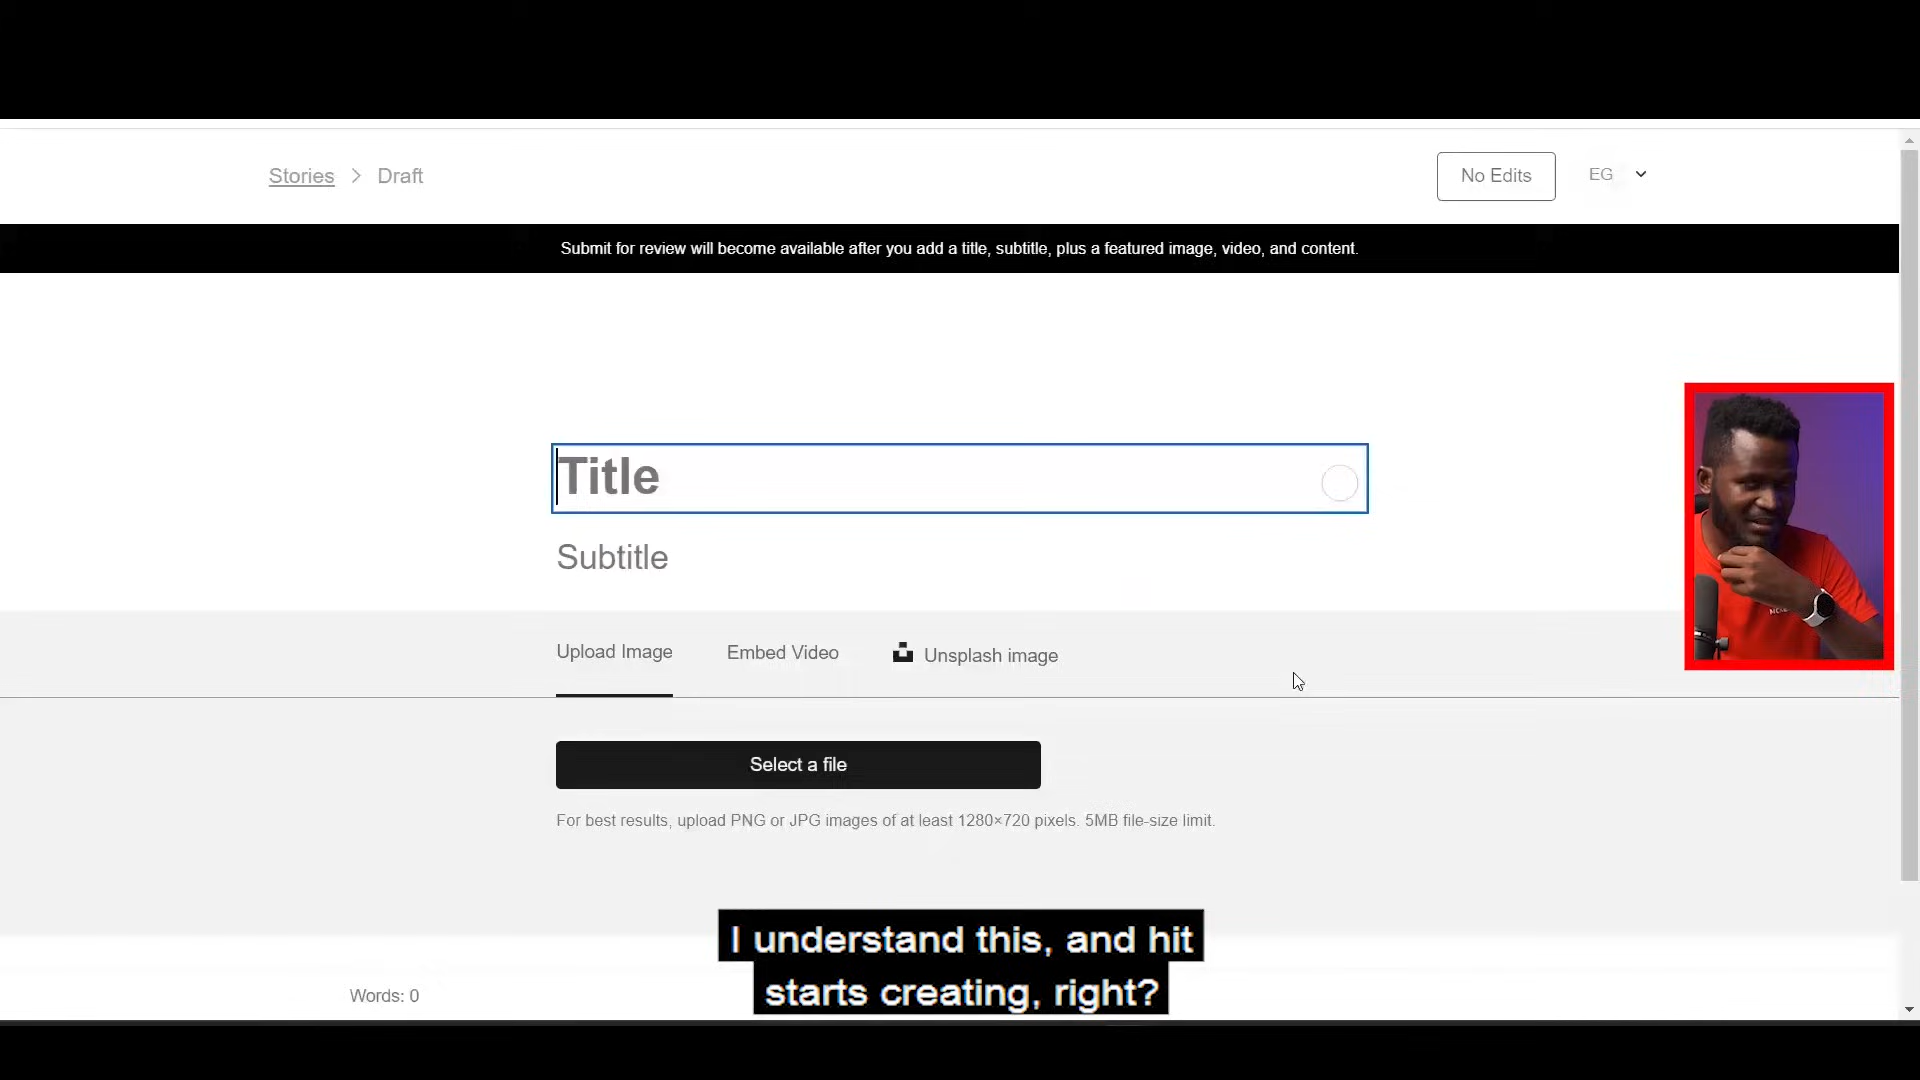 Stories > Draft
No Edits
EG
Submit for review will become available after you add a title, subtitle, plus a featured image, video, and content.
Title
Subtitle
Upload Image
Embed Video
Unsplash image
Select a file
For best results, upload PNG or JPG images of at least 1280×720 pixels. 5MB file-size limit.
I understand this, and hit
starts creating, right?
Words: 0